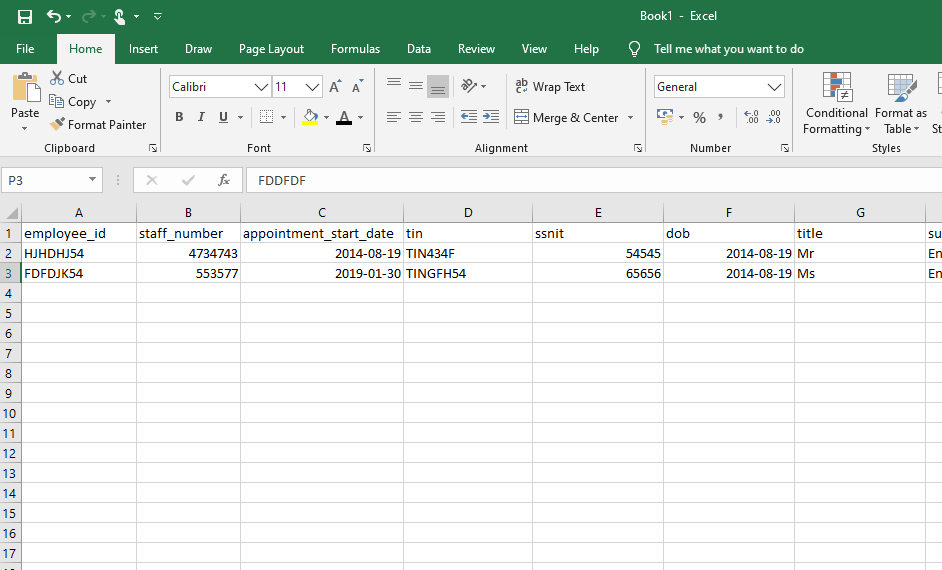 Book1 - Excel
File Home Insert Draw Page Layout Formulas Data Review View Help Tell me what you want to do
Cut
Calibri 11 A A
ab Wrap Text
General
Copy
Paste
Format Painter
B I U A
Merge & Center
% ,
Conditional Formatting
Format as Table
Clipboard Font Alignment Number Styles
P3 fx FDDFDF
A B C D E F G
1 employee_id staff_number appointment_start_date tin ssnit dob title su
2 HJHDHJ54 4734743 2014-08-19 TIN434F 54545 2014-08-19 Mr En
3 FDFDJK54 553577 2019-01-30 TINGFH54 65656 2014-08-19 Ms En
4
5
6
7
8
9
10
11
12
13
14
15
16
17